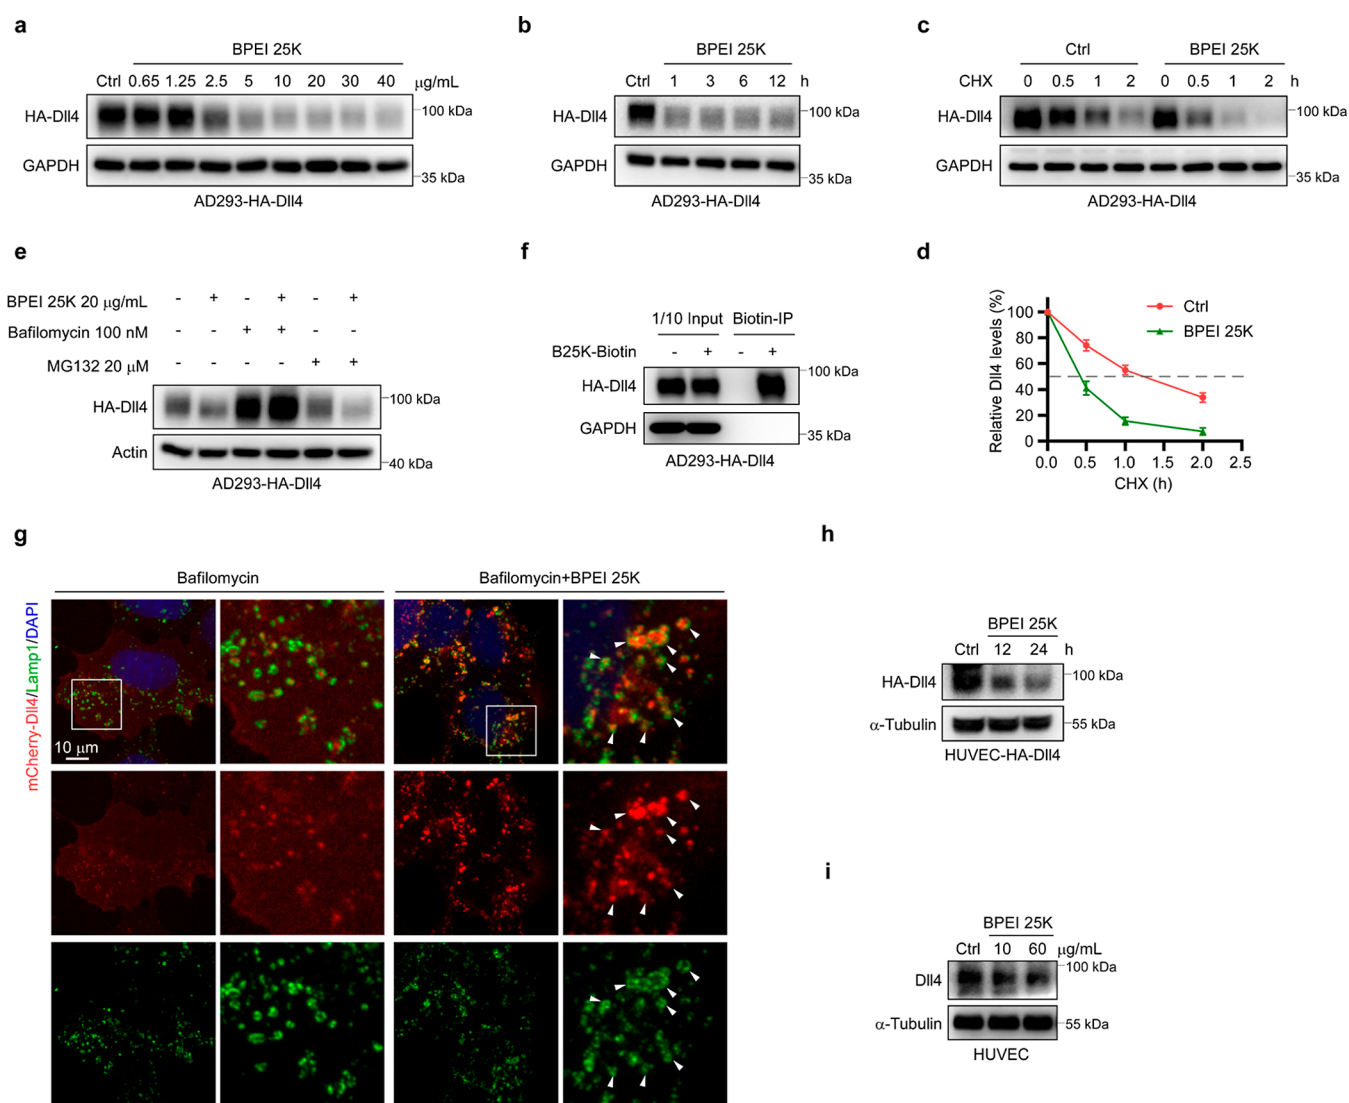 a
BPEI 25K
Ctrl 0.65 1.25 2.5 5 10 20 30 40 μg/mL
HA-Dll4
100 kDa
GAPDH
35 kDa
AD293-HA-Dll4
b
BPEI 25K
Ctrl 1 3 6 12 h
HA-Dll4
100 kDa
GAPDH
35 kDa
AD293-HA-Dll4
c
Ctrl BPEI 25K
CHX 0 0.5 1 2 0 0.5 1 2 h
HA-Dll4
100 kDa
GAPDH
35 kDa
AD293-HA-Dll4
e
BPEI 25K 20 μg/mL - + - + - +
Bafilomycin 100 nM - - + + - -
MG132 20 μM - - - - + +
HA-Dll4
100 kDa
Actin
40 kDa
AD293-HA-Dll4
f
1/10 Input Biotin-IP
B25K-Biotin - + - +
HA-Dll4
100 kDa
GAPDH
35 kDa
AD293-HA-Dll4
d
Relative Dll4 levels (%)
100
80
60
40
20
0
0.0 0.5 1.0 1.5 2.0 2.5
CHX (h)
Ctrl
BPEI 25K
g
Bafilomycin Bafilomycin+BPEI 25K
mCherry-Dll4/Lamp1/DAPI
10 μm
h
BPEI 25K
Ctrl 12 24 h
HA-Dll4
100 kDa
α-Tubulin
55 kDa
HUVEC-HA-Dll4
i
BPEI 25K
Ctrl 10 60 μg/mL
Dll4
100 kDa
α-Tubulin
55 kDa
HUVEC